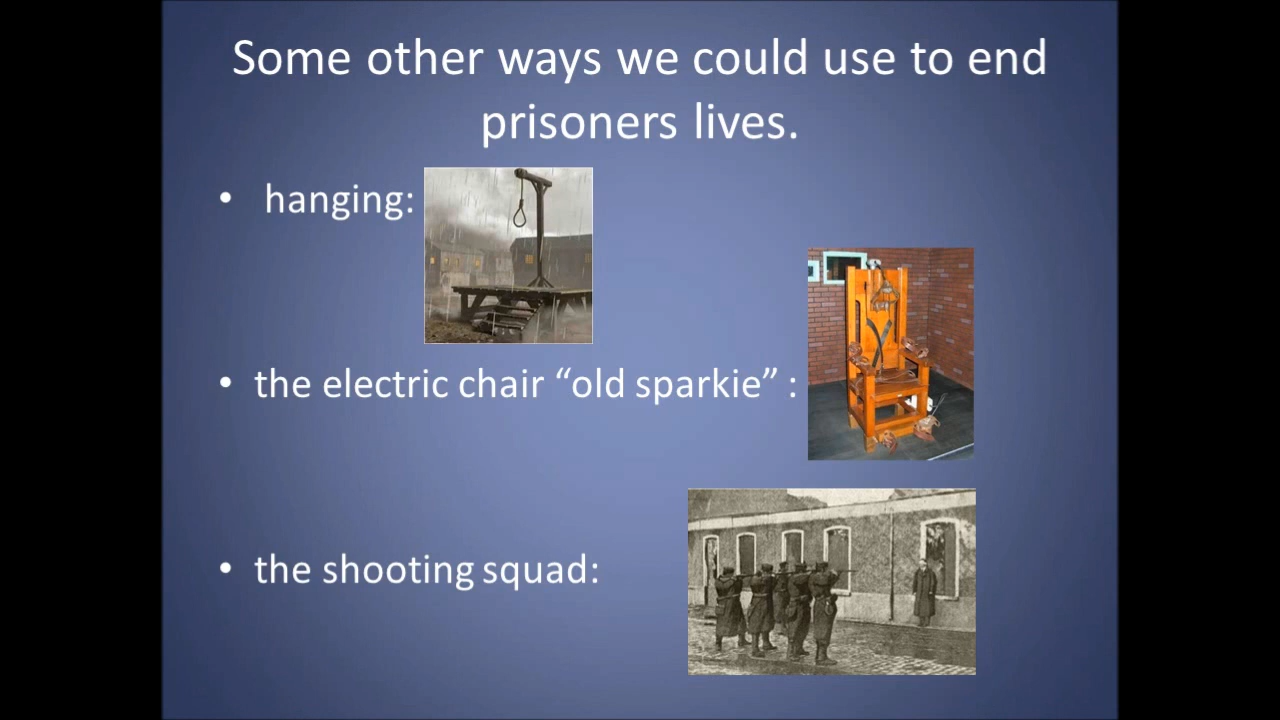 Some other ways we could use to end
prisoners lives.
• hanging:
• the electric chair “old sparkie” :
• the shooting squad: